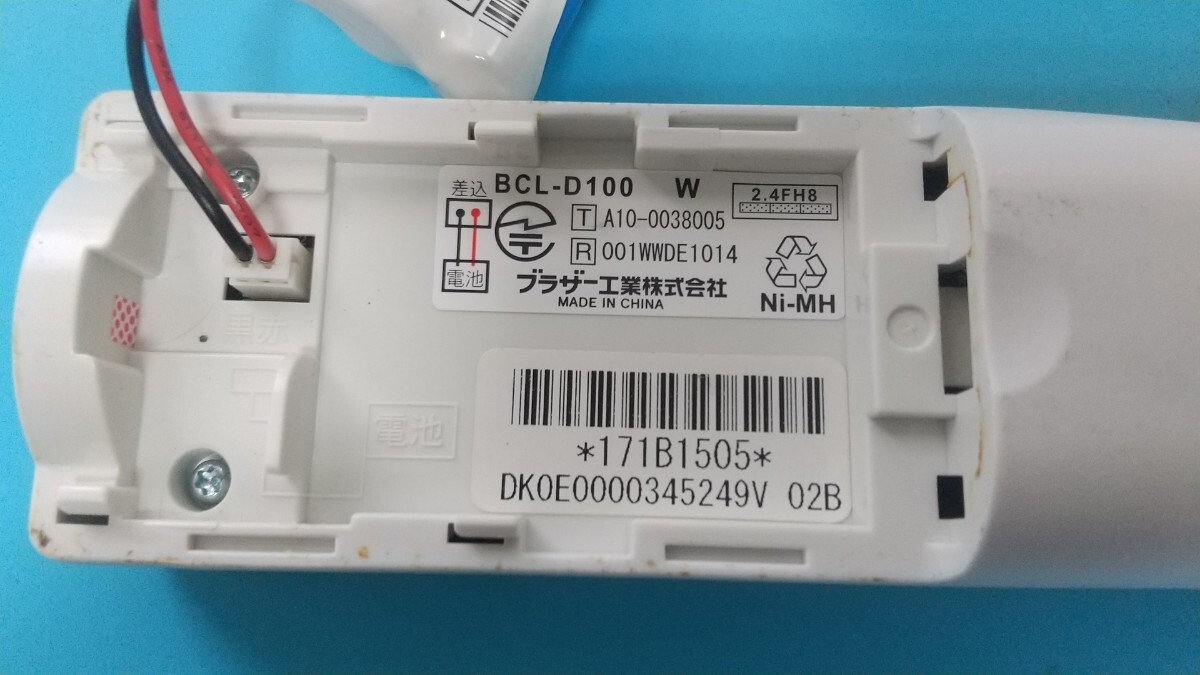 差込
BCL-D100 W
2.4FH8
T A10-0038005
R 001WWDE1014
電池
ブラザー工業株式会社
MADE IN CHINA
Ni-MH
黒赤
電池
*171B1505*
DK0E0000345249V 02B